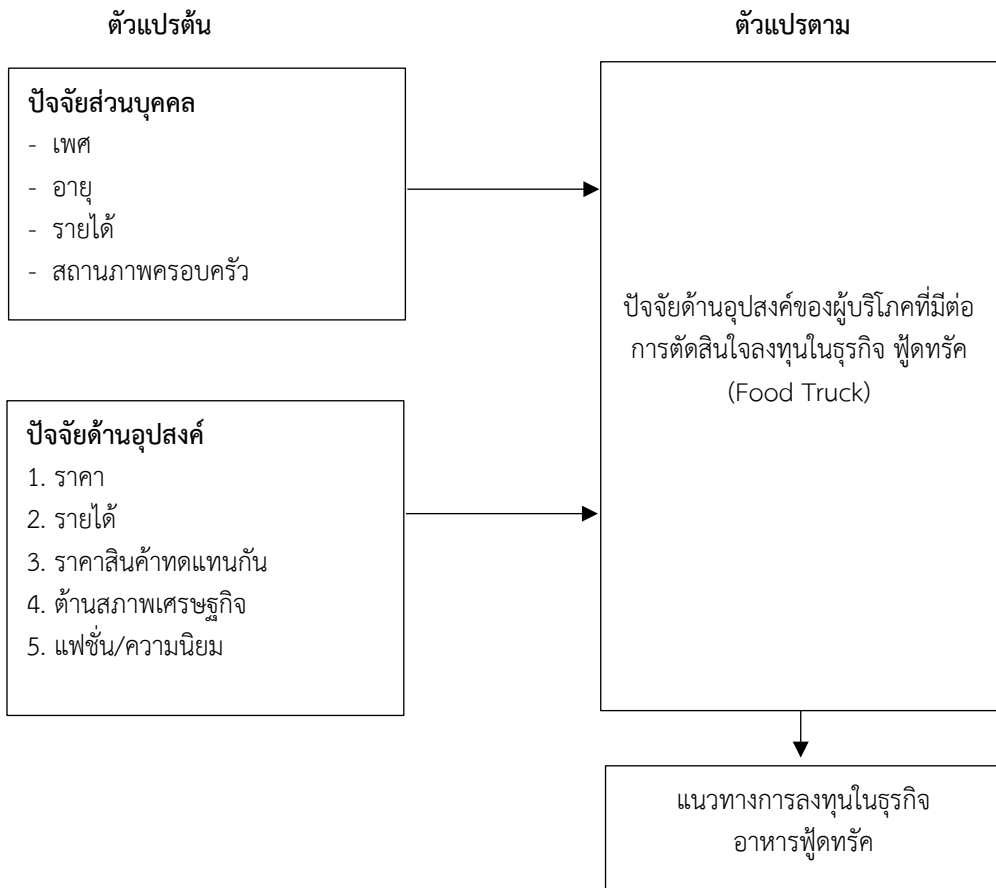 ตัวแปรต้น
ปัจจัยส่วนบุคคล
- เพศ
- อายุ
- รายได้
- สถานภาพครอบครัว
ปัจจัยด้านอุปสงค์
1. ราคา
2. รายได้
3. ราคาสินค้าทดแทนกัน
4. ด้านสภาพเศรษฐกิจ
5. แฟชั่น/ความนิยม
ตัวแปรตาม
ปัจจัยด้านอุปสงค์ของผู้บริโภคที่มีต่อ
การตัดสินใจลงทุนในธุรกิจ ฟู้ดทรัค
(Food Truck)
แนวทางการลงทุนในธุรกิจ
อาหารฟู้ดทรัค